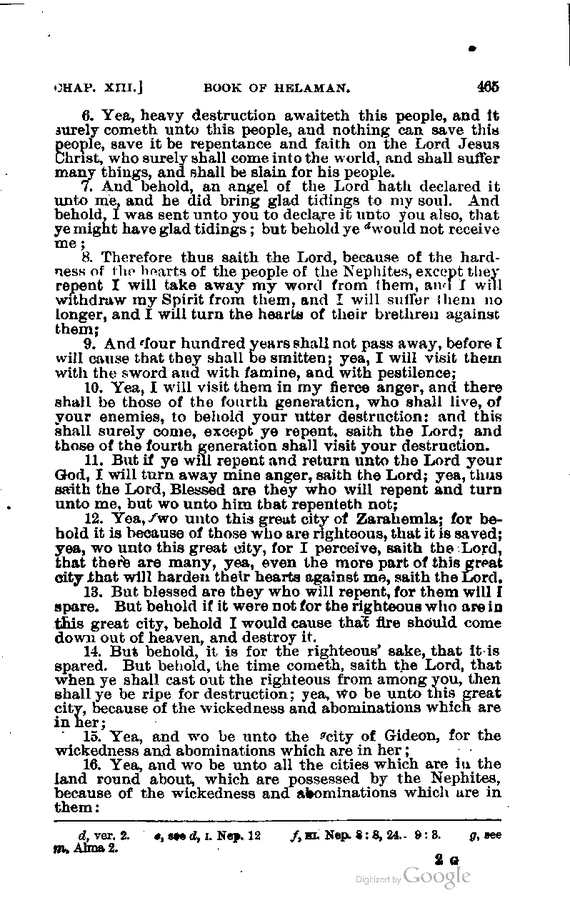 CHAP. XIII.] BOOK OF HELAMAN. 465
6. Yea, heavy destruction awaiteth this people, and it
surely cometh unto this people, and nothing can save this
people, save it be repentance and faith on the Lord Jesus
Christ, who surely shall come into the world, and shall suffer
many things, and shall be slain for his people.
7. And behold, an angel of the Lord hath declared it
unto me, and he did bring glad tidings to my soul. And
behold, I was sent unto you to declare it unto you also, that
ye might have glad tidings; but behold ye dwould not receive
me;
8. Therefore thus saith the Lord, because of the hard-
ness of the hearts of the people of the Nephites, except they
repent I will take away my word from them, and I will
withdraw my Spirit from them, and I will suffer them no
longer, and I will turn the hearts of their brethren against
them;
9. And efour hundred years shall not pass away, before I
will cause that they shall be smitten; yea, I will visit them
with the sword and with famine, and with pestilence;
10. Yea, I will visit them in my fierce anger, and there
shall be those of the fourth generation, who shall live, of
your enemies, to behold your utter destruction: and this
shall surely come, except ye repent, saith the Lord; and
those of the fourth generation shall visit your destruction.
11. But if ye will repent and return unto the Lord your
God, I will turn away mine anger, saith the Lord; yea, thus
saith the Lord, Blessed are they who will repent and turn
unto me, but wo unto him that repenteth not;
12. Yea, fwo unto this great city of Zarahemla; for be-
hold it is because of those who are righteous, that it is saved;
yea, wo unto this great city, for I perceive, saith the Lord,
that there are many, yea, even the more part of this great
city that will harden their hearts against me, saith the Lord.
13. But blessed are they who will repent, for them will I
spare. But behold if it were not for the righteous who are in
this great city, behold I would cause that fire should come
down out of heaven, and destroy it.
14. But behold, it is for the righteous' sake, that it is
spared. But behold, the time cometh, saith the Lord, that
when ye shall cast out the righteous from among you, then
shall ye be ripe for destruction; yea, wo be unto this great
city, because of the wickedness and abominations which are
in her;
15. Yea, and wo be unto the gcity of Gideon, for the
wickedness and abominations which are in her;
16. Yea, and wo be unto all the cities which are in the
land round about, which are possessed by the Nephites,
because of the wickedness and abominations which are in
them:
d, ver. 2. e, see d, I. Nep. 12 f, III. Nep. 8:8, 24. 9:3. g, see
m, Alma 2.
2 G
Digitized by Google